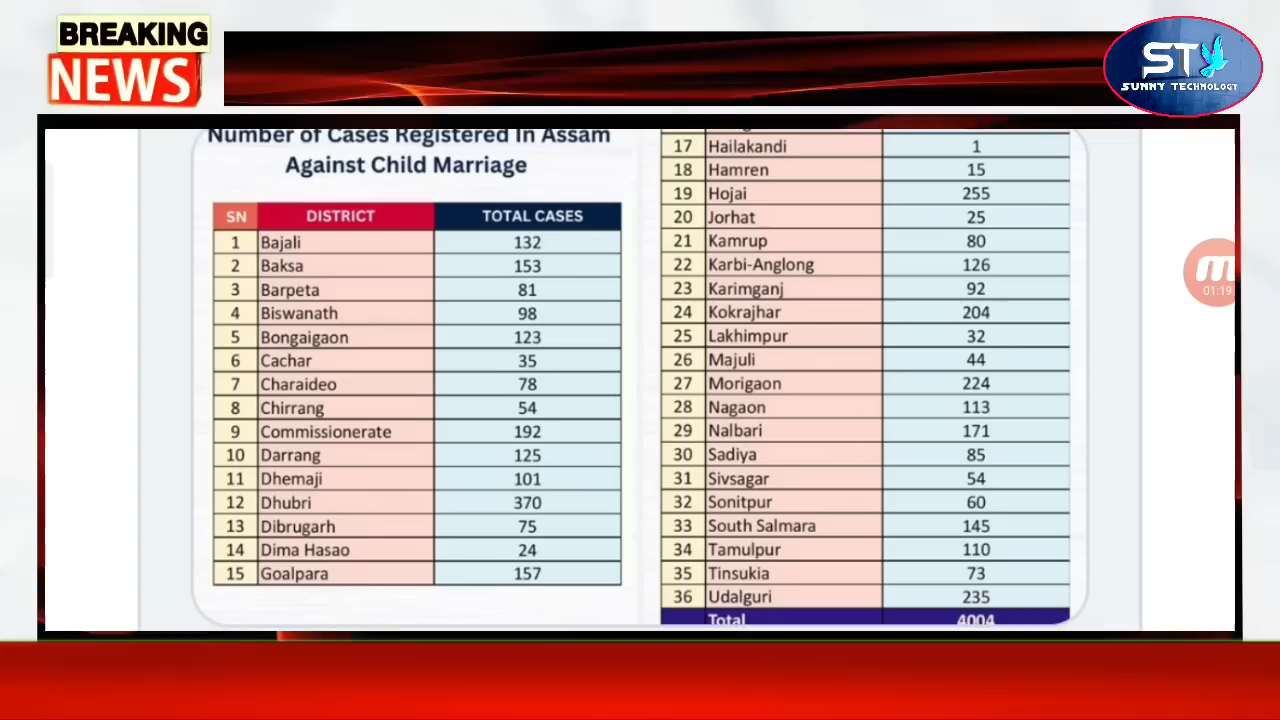 BREAKING
NEWS
ST
SUNNY TECHNOLOGY
Number of Cases Registered In Assam
Against Child Marriage
SN DISTRICT TOTAL CASES
1 Bajali 132
2 Baksa 153
3 Barpeta 81
4 Biswanath 98
5 Bongaigaon 123
6 Cachar 35
7 Charaideo 78
8 Chirrang 54
9 Commissionerate 192
10 Darrang 125
11 Dhemaji 101
12 Dhubri 370
13 Dibrugarh 75
14 Dima Hasao 24
15 Goalpara 157
17 Hailakandi 1
18 Hamren 15
19 Hojai 255
20 Jorhat 25
21 Kamrup 80
22 Karbi-Anglong 126
23 Karimganj 92
24 Kokrajhar 204
25 Lakhimpur 32
26 Majuli 44
27 Morigaon 224
28 Nagaon 113
29 Nalbari 171
30 Sadiya 85
31 Sivsagar 54
32 Sonitpur 60
33 South Salmara 145
34 Tamulpur 110
35 Tinsukia 73
36 Udalguri 235
Total 4004
01:19